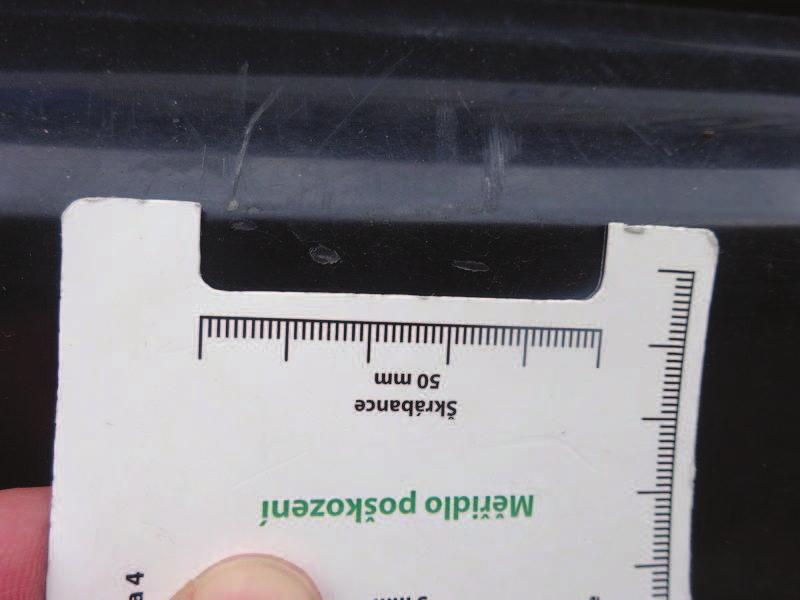 Měřidlo poškození
Škrábance
50 mm